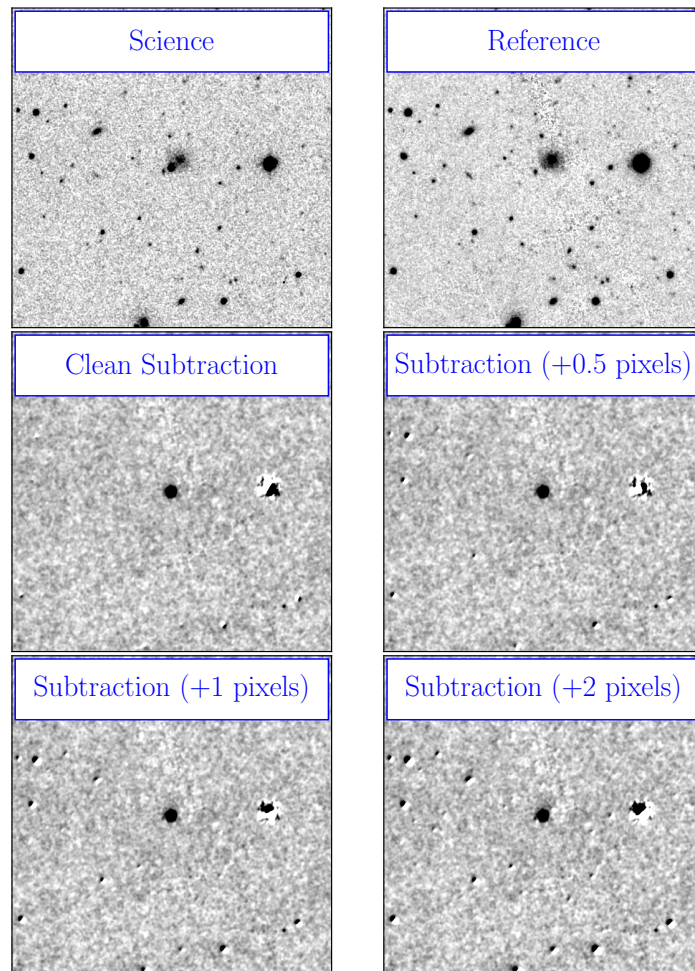 Science
Reference
Clean Subtraction
Subtraction (+0.5 pixels)
Subtraction (+1 pixels)
Subtraction (+2 pixels)